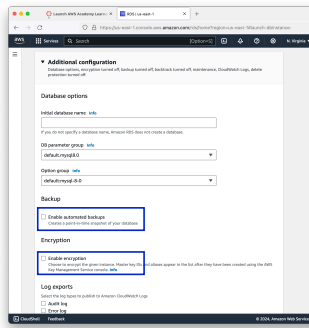 Launch AWS Academy Learner
RDS | us-east-1
https://us-east-1.console.aws.amazon.com/rds/home?region=us-east-1#launch-dbinstance:
aws
Services
Search
[Option+S]
N. Virginia
Additional configuration
Database options, encryption turned off, backup turned off, backtrack turned off, maintenance, CloudWatch Logs, delete
protection turned off.
Database options
Initial database name Info
If you do not specify a database name, Amazon RDS does not create a database.
DB parameter group Info
default.mysql8.0
Option group Info
default:mysql-8-0
Backup
Enable automated backups
Creates a point-in-time snapshot of your database
Encryption
Enable encryption
Choose to encrypt the given instance. Master key IDs and aliases appear in the list after they have been created using the AWS
Key Management Service console. Info
Log exports
Select the log types to publish to Amazon CloudWatch Logs
Audit log
Error log
CloudShell
Feedback
© 2024, Amazon Web Service